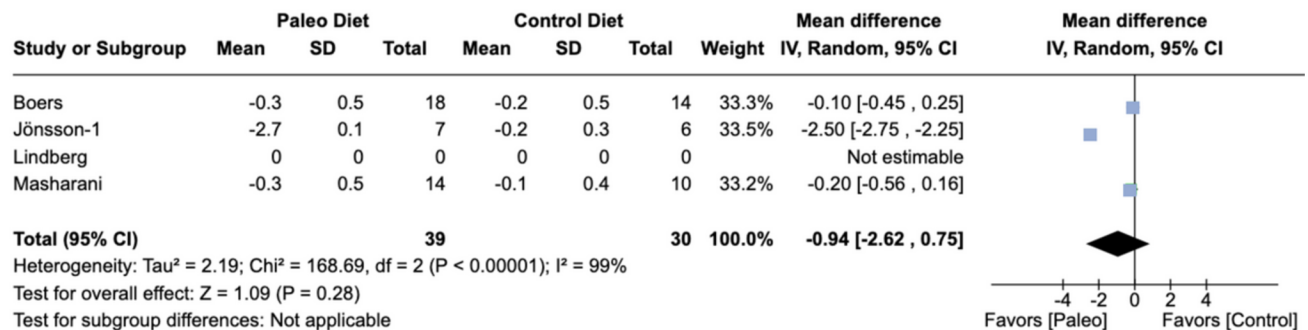 Paleo Diet Control Diet Mean difference Mean difference
Study or Subgroup Mean SD Total Mean SD Total Weight IV, Random, 95% CI IV, Random, 95% CI
Boers -0.3 0.5 18 -0.2 0.5 14 33.3% -0.10 [-0.45 , 0.25]
Jönsson-1 -2.7 0.1 7 -0.2 0.3 6 33.5% -2.50 [-2.75 , -2.25]
Lindberg 0 0 0 0 0 0 Not estimable
Masharani -0.3 0.5 14 -0.1 0.4 10 33.2% -0.20 [-0.56 , 0.16]
Total (95% CI) 39 30 100.0% -0.94 [-2.62 , 0.75]
Heterogeneity: Tau² = 2.19; Chi² = 168.69, df = 2 (P < 0.00001); I² = 99%
Test for overall effect: Z = 1.09 (P = 0.28) -4 -2 0 2 4
Test for subgroup differences: Not applicable Favors [Paleo] Favors [Control]